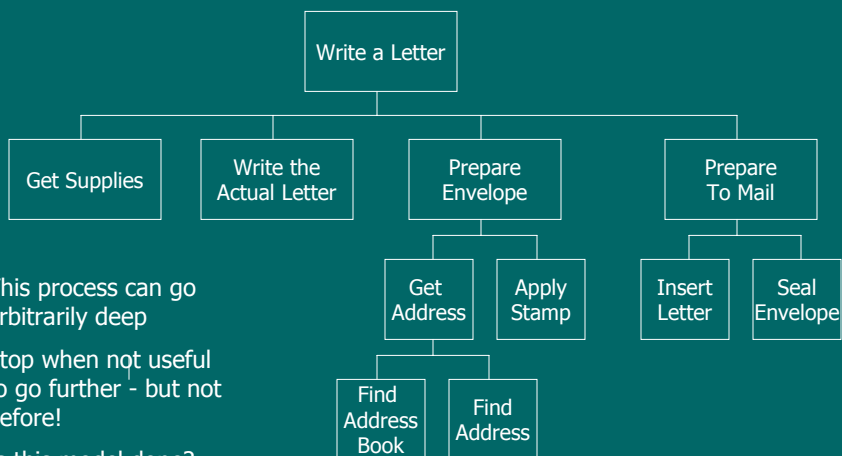 Write a Letter
Get Supplies
Write the
Actual Letter
Prepare
Envelope
Prepare
To Mail
his process can go
rbitrarily deep
top when not useful
o go further - but not
efore!
Get
Address
Apply
Stamp
Insert
Letter
Seal
Envelope
Find
Address
Book
Find
Address